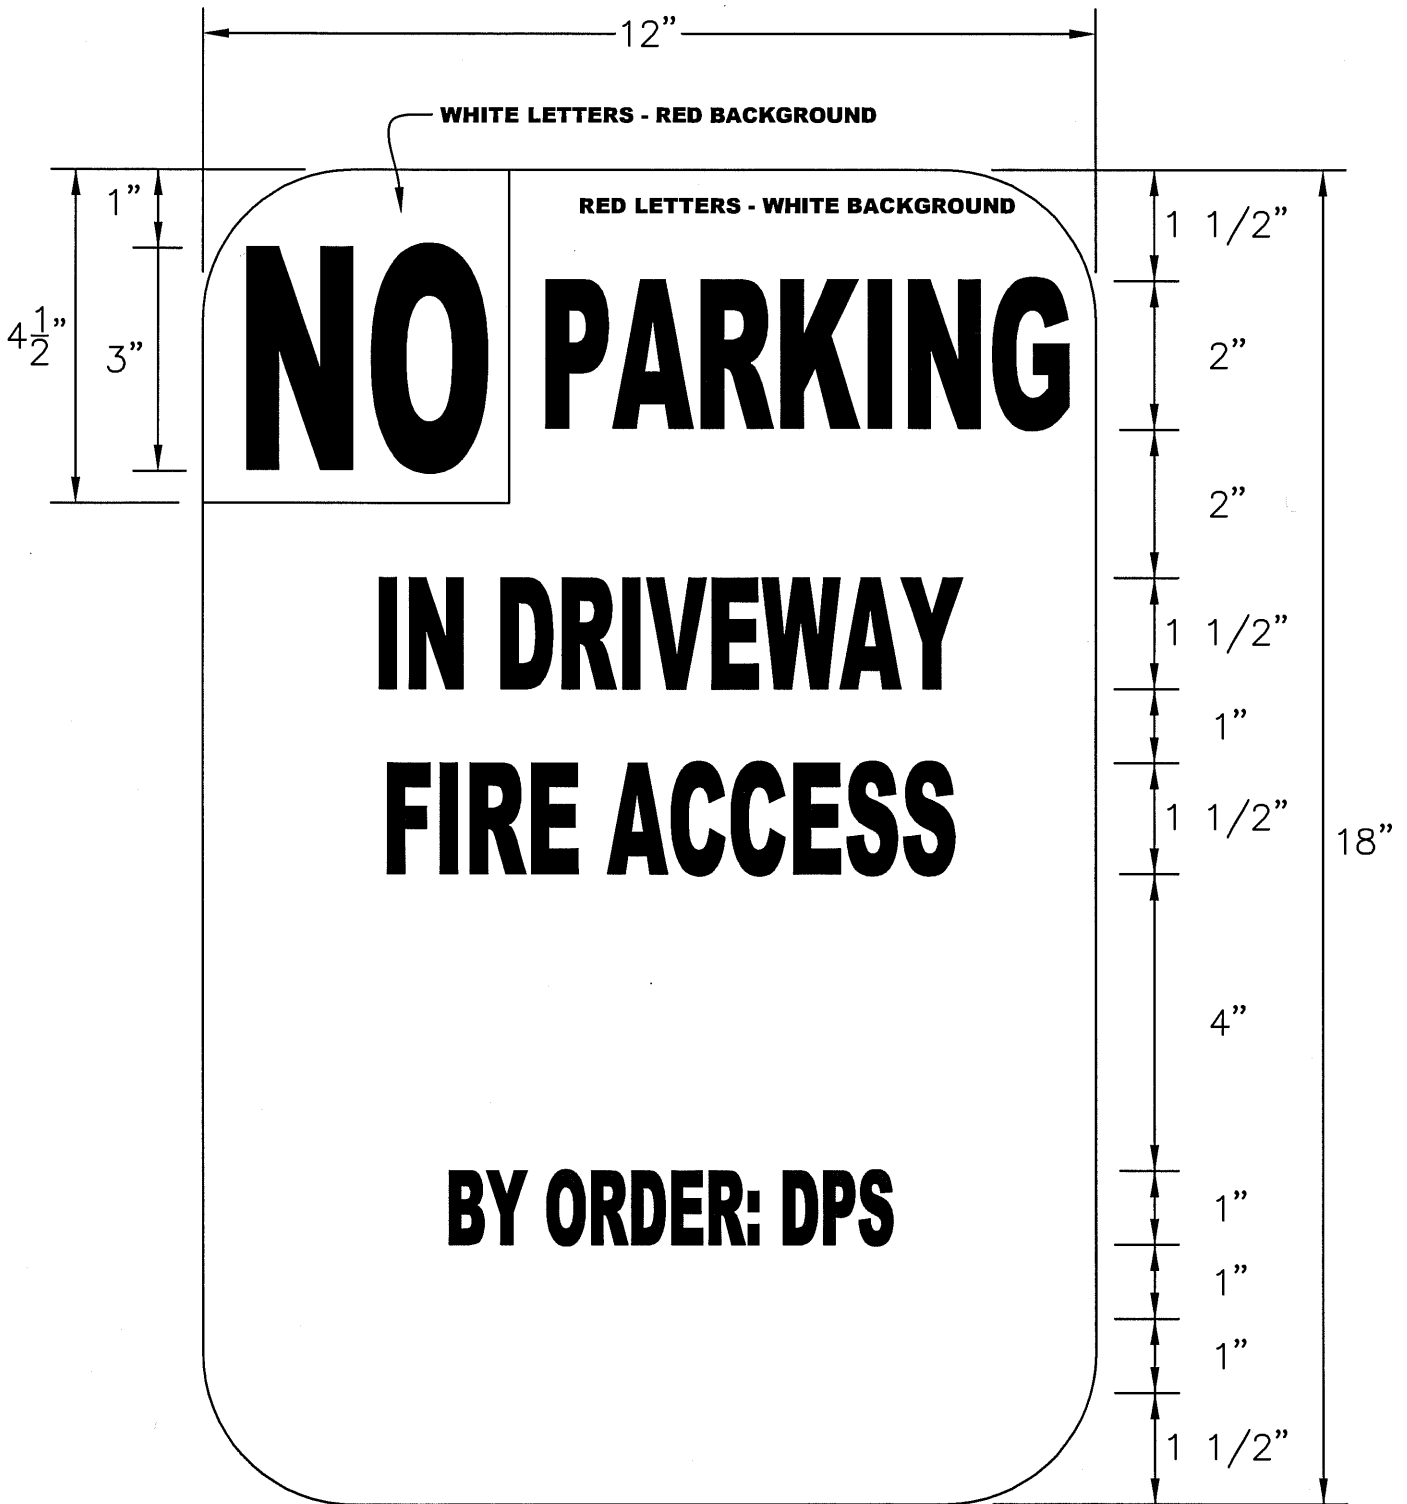 12”
WHITE LETTERS - RED BACKGROUND
RED LETTERS - WHITE BACKGROUND
1”
1 1/2”
4 1/2”
3”
NO PARKING
2”
2”
IN DRIVEWAY
1 1/2”
1”
FIRE ACCESS
1 1/2”
18”
4”
BY ORDER: DPS
1”
1”
1”
1 1/2”